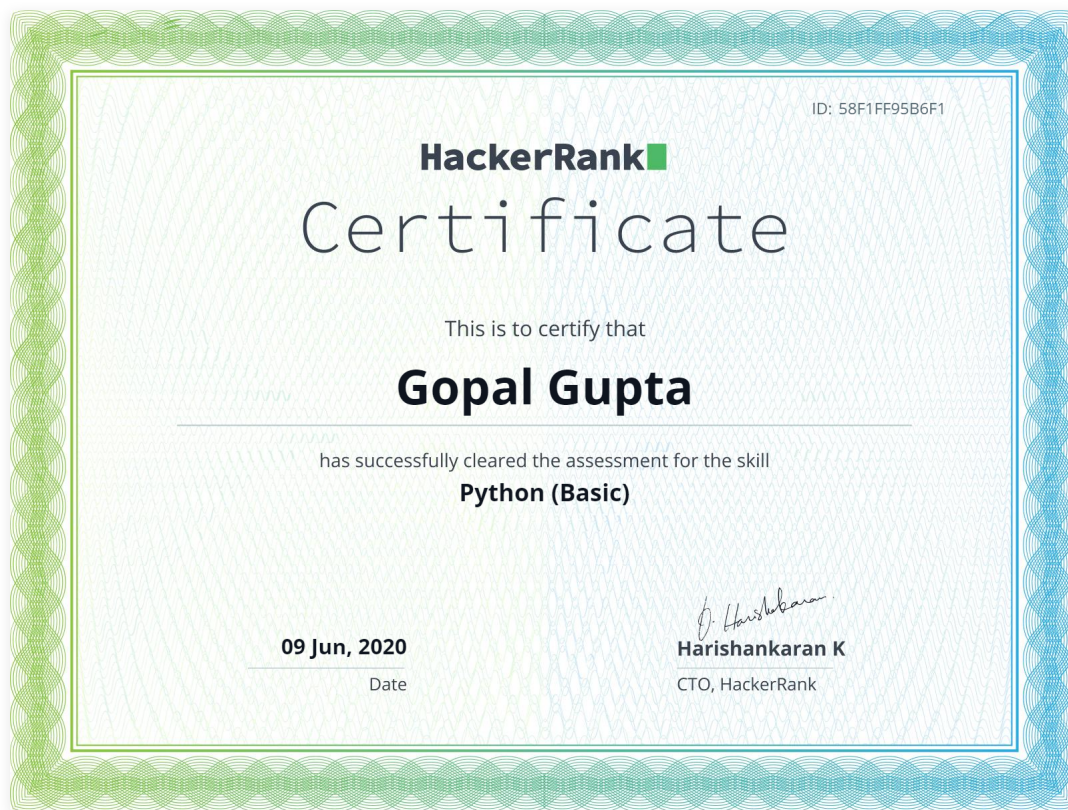 ID: 58F1FF95B6F1
HackerRank
Certificate
This is to certify that
Gopal Gupta
has successfully cleared the assessment for the skill
Python (Basic)
09 Jun, 2020
Date
Harishankaran K
CTO, HackerRank